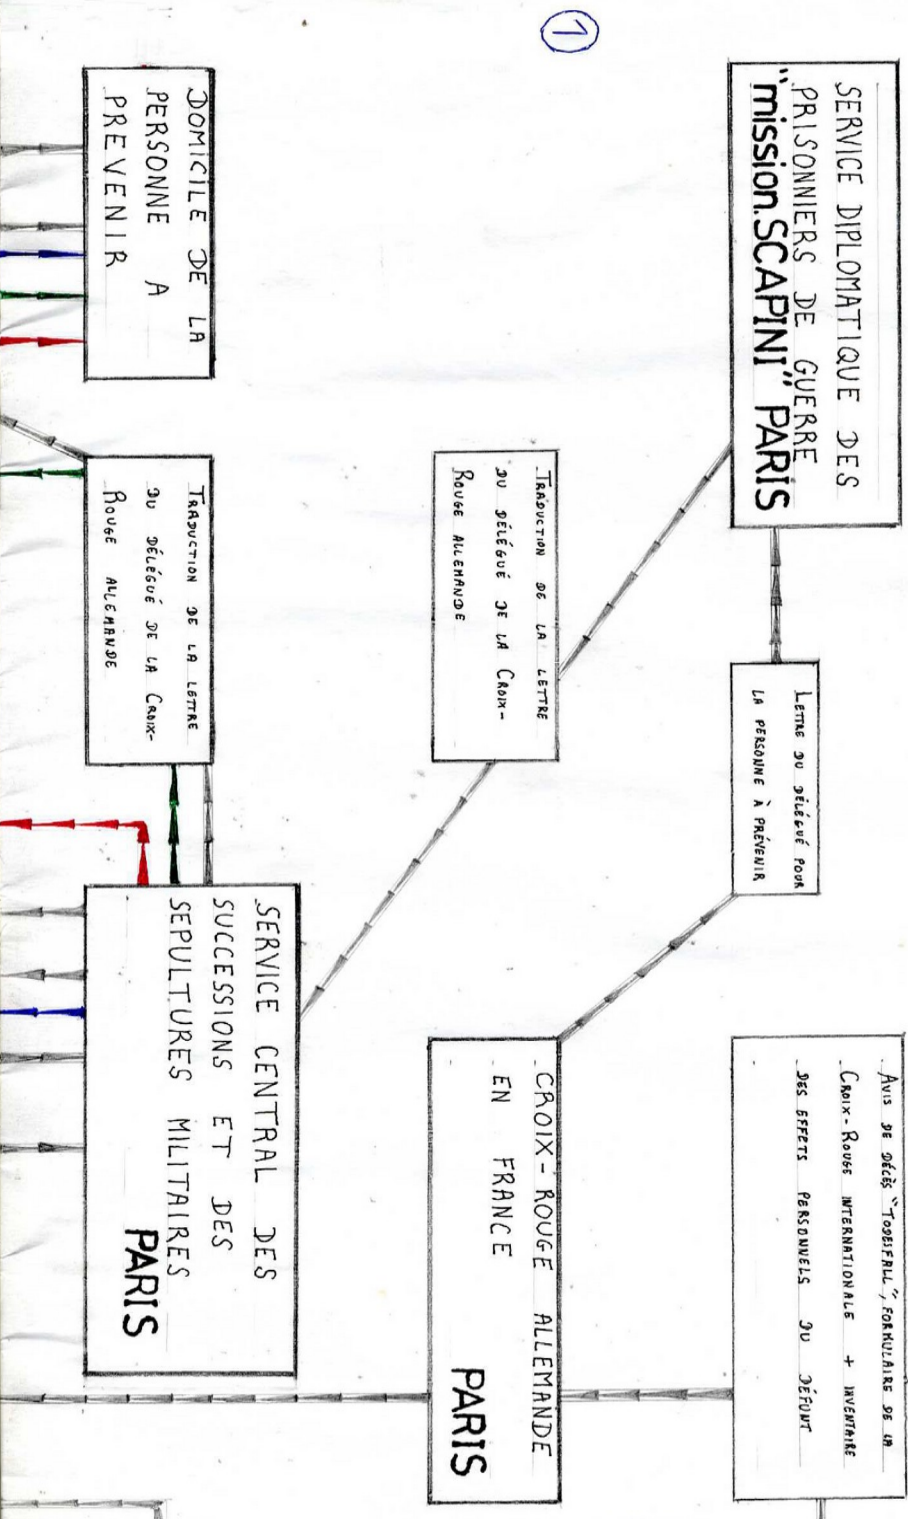 1
SERVICE DIPLOMATIQUE DES
PRISONNIERS DE GUERRE
"mission.SCAPINI" PARIS
LETTRE DU DÉLÉGUÉ POUR
LA PERSONNE À PRÉVENIR
AVIS DE DÉCÈS "TODESFALL", FORMULAIRE DE LA
CROIX-ROUGE INTERNATIONALE + INVENTAIRE
DES EFFETS PERSONNELS DU DÉFUNT
TRADUCTION DE LA LETTRE
DU DÉLÉGUÉ DE LA CROIX-
ROUGE ALLEMANDE
CROIX-ROUGE ALLEMANDE
EN FRANCE
PARIS
DOMICILE DE LA
PERSONNE A
PREVENIR
TRADUCTION DE LA LETTRE
DU DÉLÉGUÉ DE LA CROIX-
ROUGE ALLEMANDE
SERVICE CENTRAL DES
SUCCESSIONS ET DES
SEPULTURES MILITAIRES
PARIS